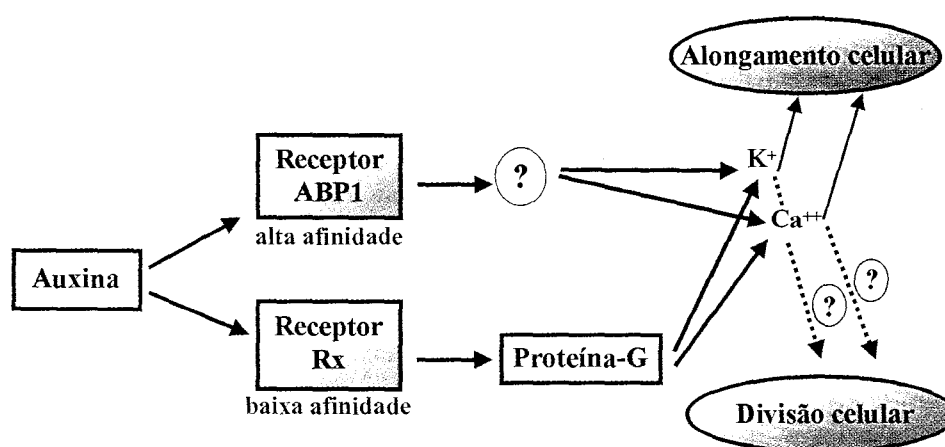 Alongamento celular
Receptor
ABP1
?
K⁺
alta afinidade
Ca⁺⁺
Auxina
?
?
Receptor
Rx
Proteína-G
baixa afinidade
Divisão celular